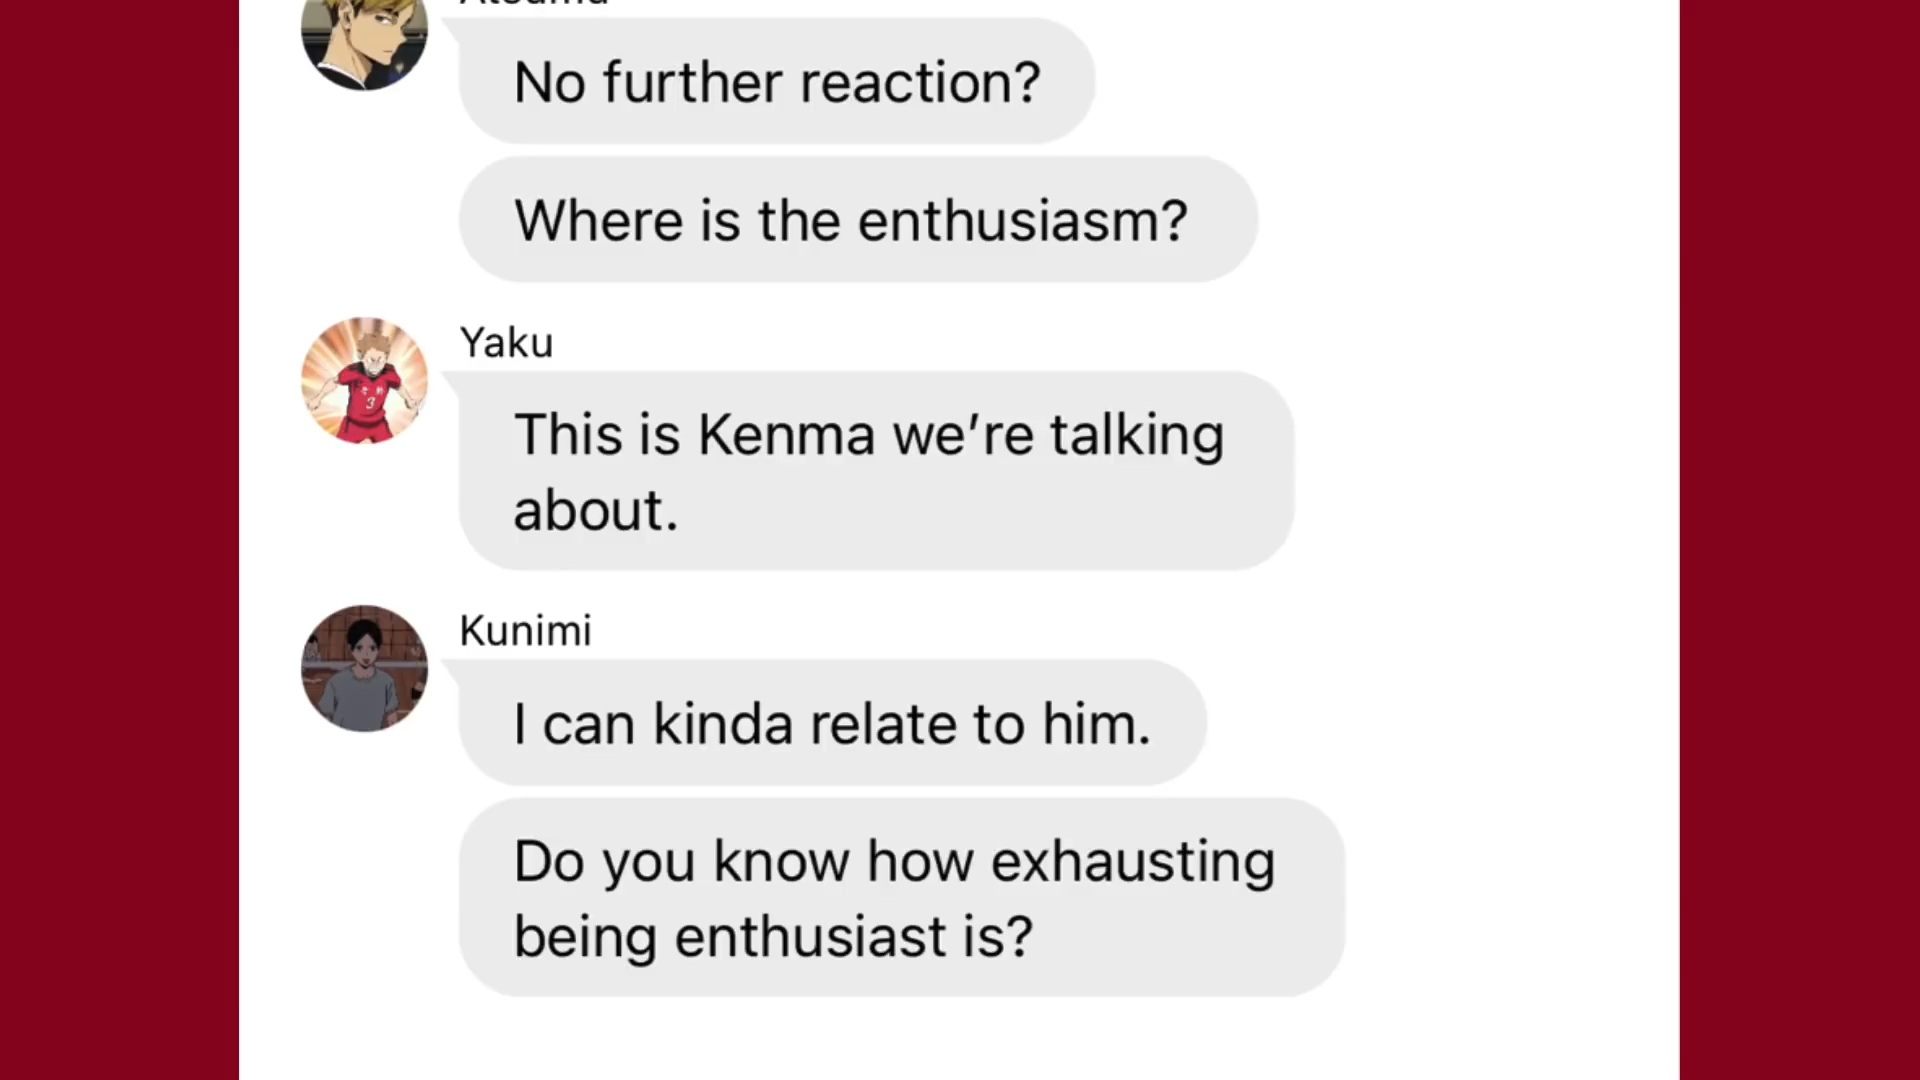 Atsumu
No further reaction?
Where is the enthusiasm?
Yaku
This is Kenma we’re talking
about.
Kunimi
I can kinda relate to him.
Do you know how exhausting
being enthusiast is?